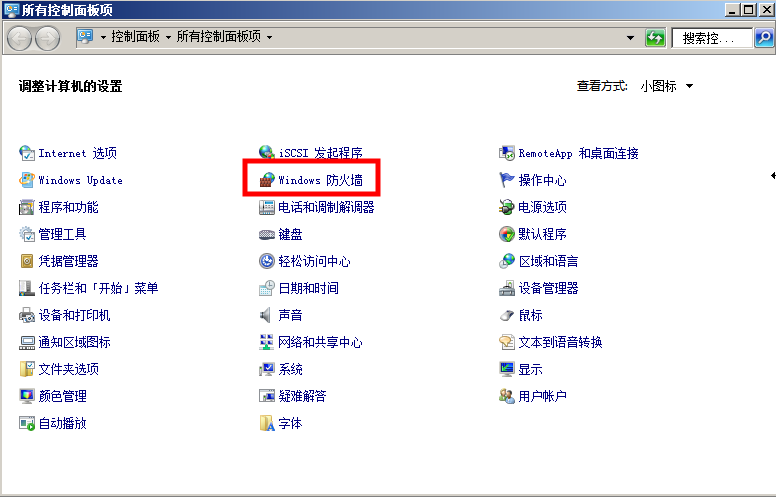 所有控制面板项
控制面板 所有控制面板项 搜索控...
调整计算机的设置 查看方式: 小图标
Internet 选项 iSCSI 发起程序 RemoteApp 和桌面连接
Windows Update Windows 防火墙 操作中心
程序和功能 电话和调制解调器 电源选项
管理工具 键盘 默认程序
凭据管理器 轻松访问中心 区域和语言
任务栏和「开始」菜单 日期和时间 设备管理器
设备和打印机 声音 鼠标
通知区域图标 网络和共享中心 文本到语音转换
文件夹选项 系统 显示
颜色管理 疑难解答 用户帐户
自动播放 字体